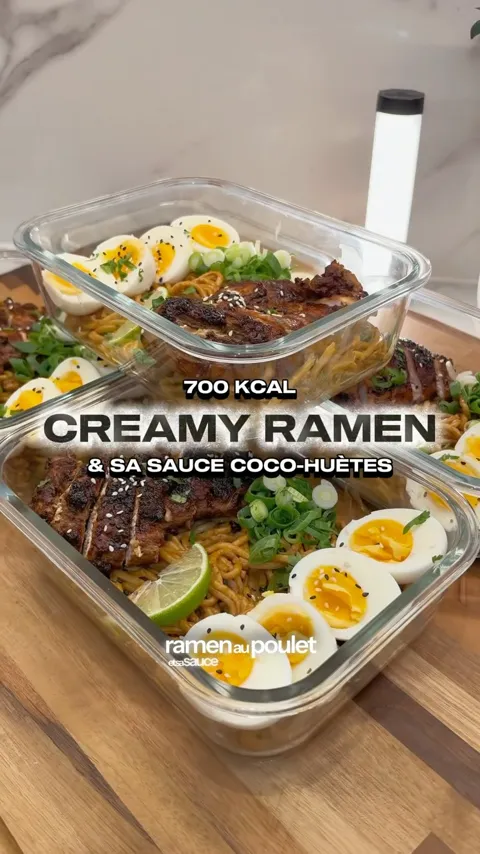 700 KCAL
CREAMY RAMEN
& SA SAUCE COCO-HUÈTES
ramen au poulet
et sa sauce